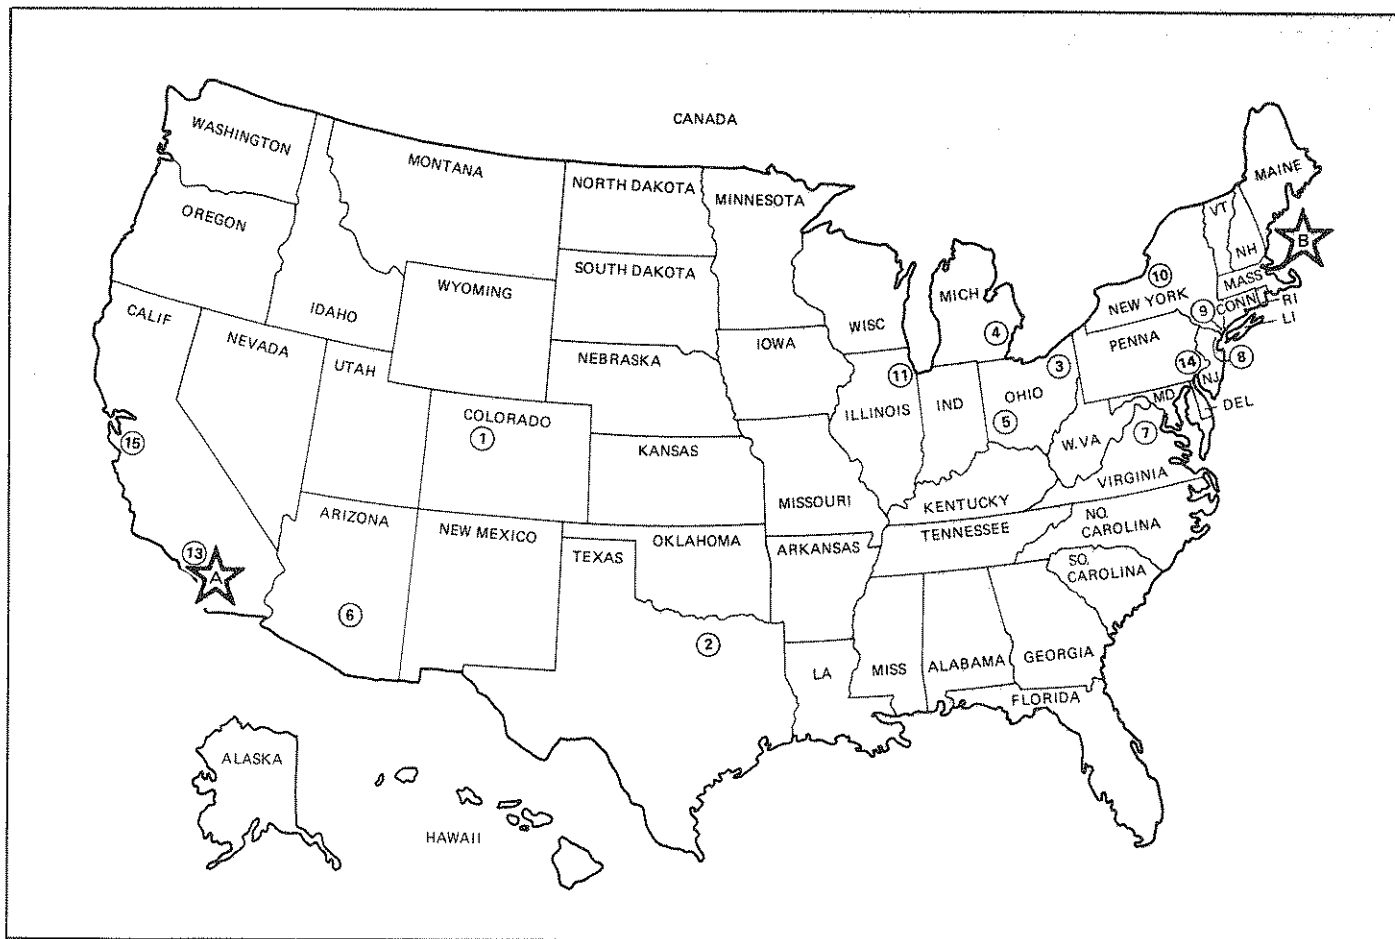 CANADA
WASHINGTON
MONTANA
NORTH DAKOTA
MINNESOTA
MAINE
VT
OREGON
B
NH
SOUTH DAKOTA
10
MASS
WYOMING
MICH
NEW YORK
CONN
RI
IDAHO
CALIF
WISC
9
LI
NEVADA
4
IOWA
PENNA
8
UTAH
NEBRASKA
3
14
11
NJ
COLORADO
ILLINOIS
IND
OHIO
MD
DEL
1
5
7
15
KANSAS
W.VA
VIRGINIA
MISSOURI
KENTUCKY
ARIZONA
NEW MEXICO
OKLAHOMA
TENNESSEE
NO.
CAROLINA
13
TEXAS
ARKANSAS
SO.
CAROLINA
A
6
2
LA
MISS
ALABAMA
GEORGIA
FLORIDA
ALASKA
HAWAII